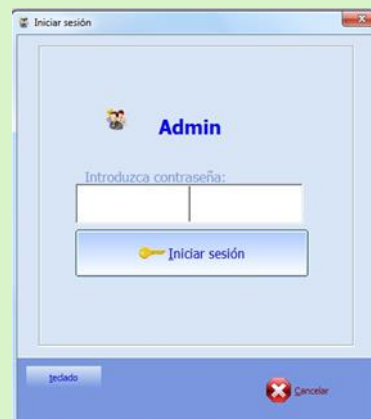 Iniciar sesión
Admin
Introduzca contraseña:
Iniciar sesión
teclado
Cancelar